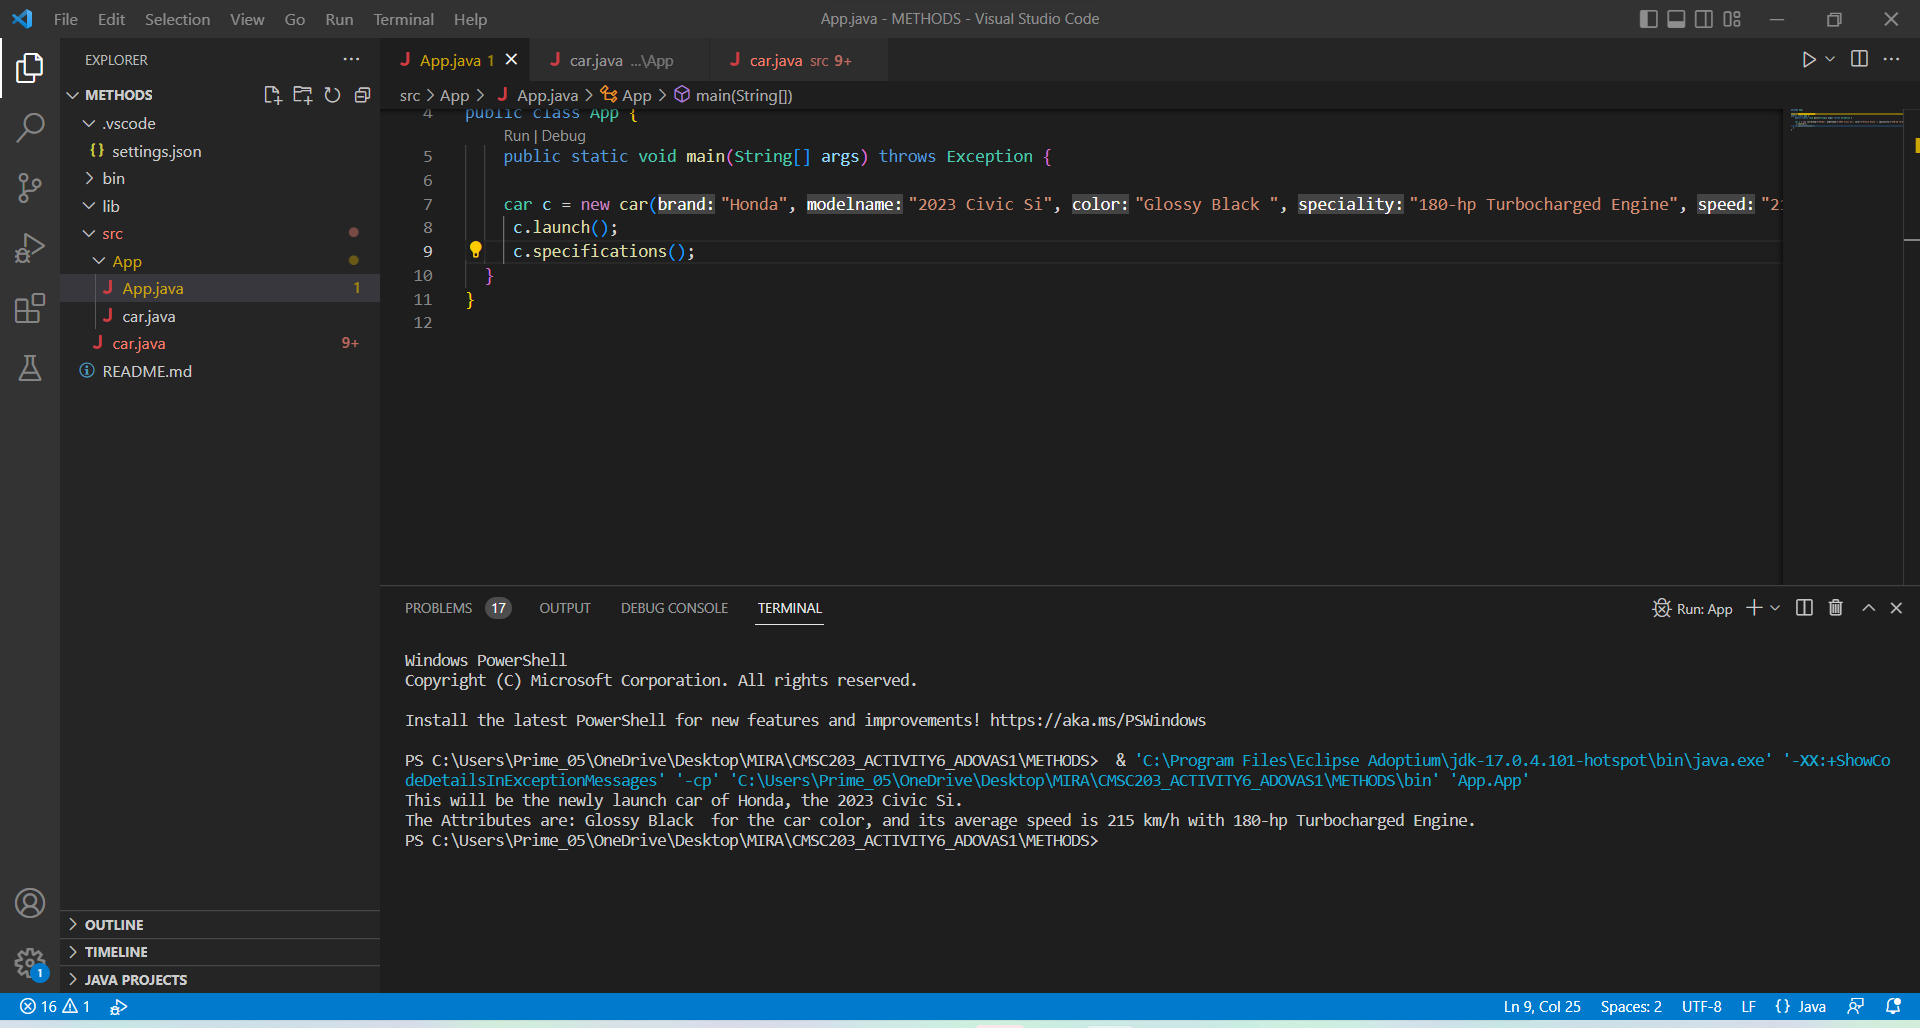 File Edit Selection View Go Run Terminal Help
App.java - METHODS - Visual Studio Code
EXPLORER
METHODS
.vscode
{} settings.json
bin
lib
src
App
J App.java 1
J car.java
J car.java 9+
README.md
OUTLINE
TIMELINE
JAVA PROJECTS
1
J App.java 1
J car.java ...\App
J car.java src 9+
src > App > J App.java > App > main(String[])
4 public class App {
Run | Debug
5 public static void main(String[] args) throws Exception {
6
7 car c = new car(brand: "Honda", modelname: "2023 Civic Si", color: "Glossy Black ", speciality: "180-hp Turbocharged Engine", speed: "21
8 c.launch();
9 c.specifications();
10 }
11 }
12
PROBLEMS 17 OUTPUT DEBUG CONSOLE TERMINAL
Run: App
Windows PowerShell
Copyright (C) Microsoft Corporation. All rights reserved.
Install the latest PowerShell for new features and improvements! https://aka.ms/PSWindows
PS C:\Users\Prime_05\OneDrive\Desktop\MIRA\CMSC203_ACTIVITY6_ADOVAS1\METHODS>  & 'C:\Program Files\Eclipse Adoptium\jdk-17.0.4.101-hotspot\bin\java.exe' '-XX:+ShowCo
deDetailsInExceptionMessages' '-cp' 'C:\Users\Prime_05\OneDrive\Desktop\MIRA\CMSC203_ACTIVITY6_ADOVAS1\METHODS\bin' 'App.App'
This will be the newly launch car of Honda, the 2023 Civic Si.
The Attributes are: Glossy Black  for the car color, and its average speed is 215 km/h with 180-hp Turbocharged Engine.
PS C:\Users\Prime_05\OneDrive\Desktop\MIRA\CMSC203_ACTIVITY6_ADOVAS1\METHODS>
16 1
Ln 9, Col 25 Spaces: 2 UTF-8 LF {} Java